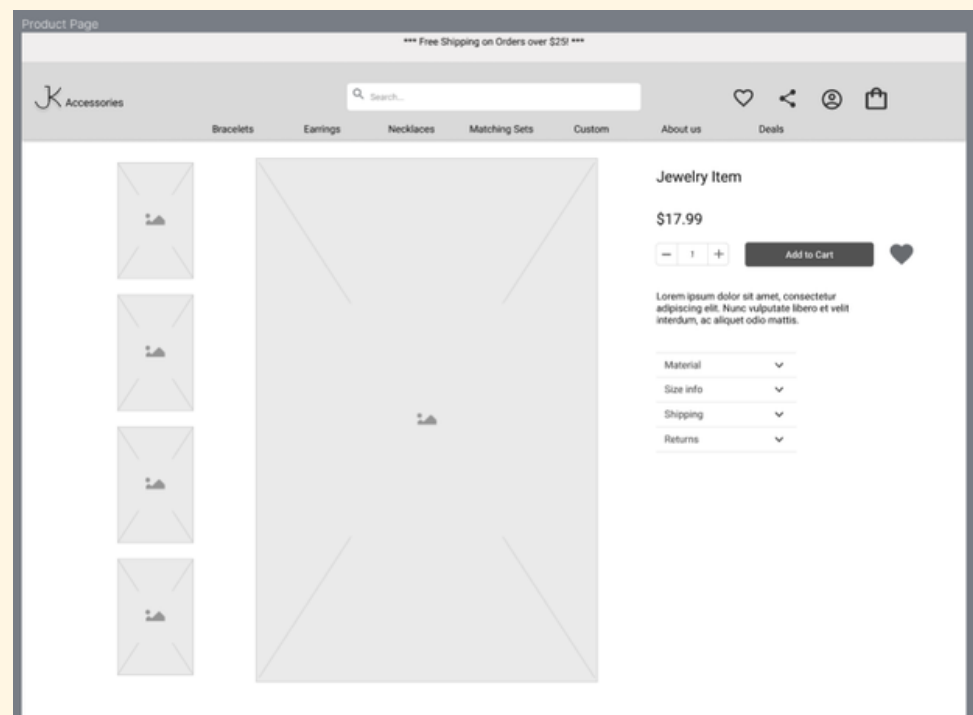 Product Page
*** Free Shipping on Orders over $25! ***
JK Accessories
Search...
Bracelets Earrings Necklaces Matching Sets Custom About us Deals
Jewelry Item
$17.99
1
Add to Cart
Lorem ipsum dolor sit amet, consectetur
adipiscing elit. Nunc vulputate libero et velit
interdum, ac aliquet odio mattis.
Material
Size info
Shipping
Returns